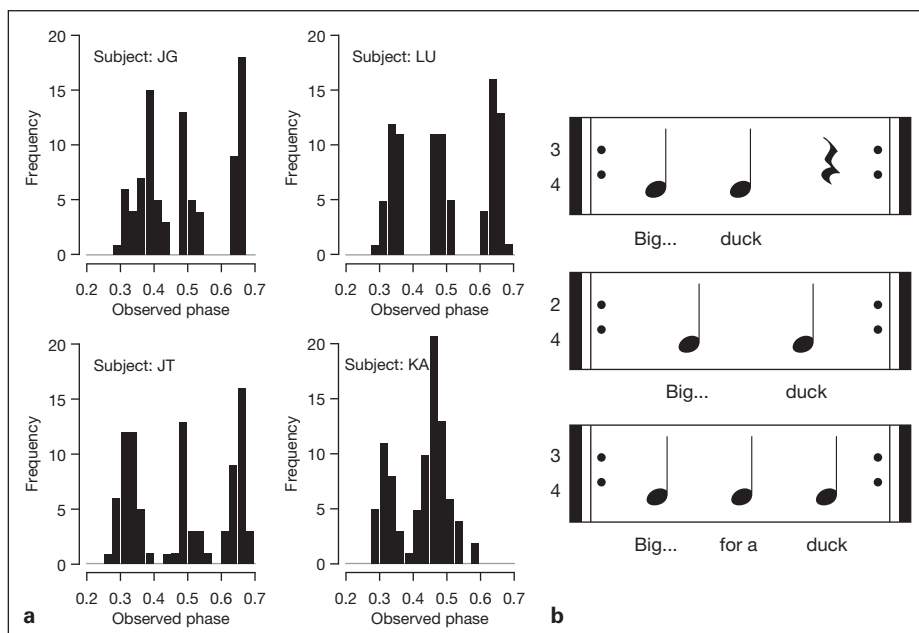 Subject: JG
20
15
10
5
0
Frequency
0.2 0.3 0.4 0.5 0.6 0.7
Observed phase
Subject: LU
20
15
10
5
0
Frequency
0.2 0.3 0.4 0.5 0.6 0.7
Observed phase
Subject: JT
20
15
10
5
0
Frequency
0.2 0.3 0.4 0.5 0.6 0.7
Observed phase
Subject: KA
20
15
10
5
0
Frequency
0.2 0.3 0.4 0.5 0.6 0.7
Observed phase
a
3
4
Big... duck
2
4
Big... duck
3
4
Big... for a duck
b